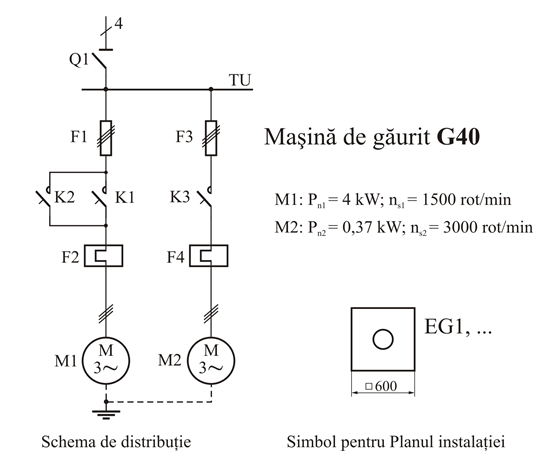 4
Q1
TU
F1
F3
Maşină de găurit G40
K2
K1
K3
M1: Pn1 = 4 kW; ns1 = 1500 rot/min
M2: Pn2 = 0,37 kW; ns2 = 3000 rot/min
F2
F4
EG1, ...
M1
M
3~
M2
M
3~
□600
Schema de distribuție
Simbol pentru Planul instalației